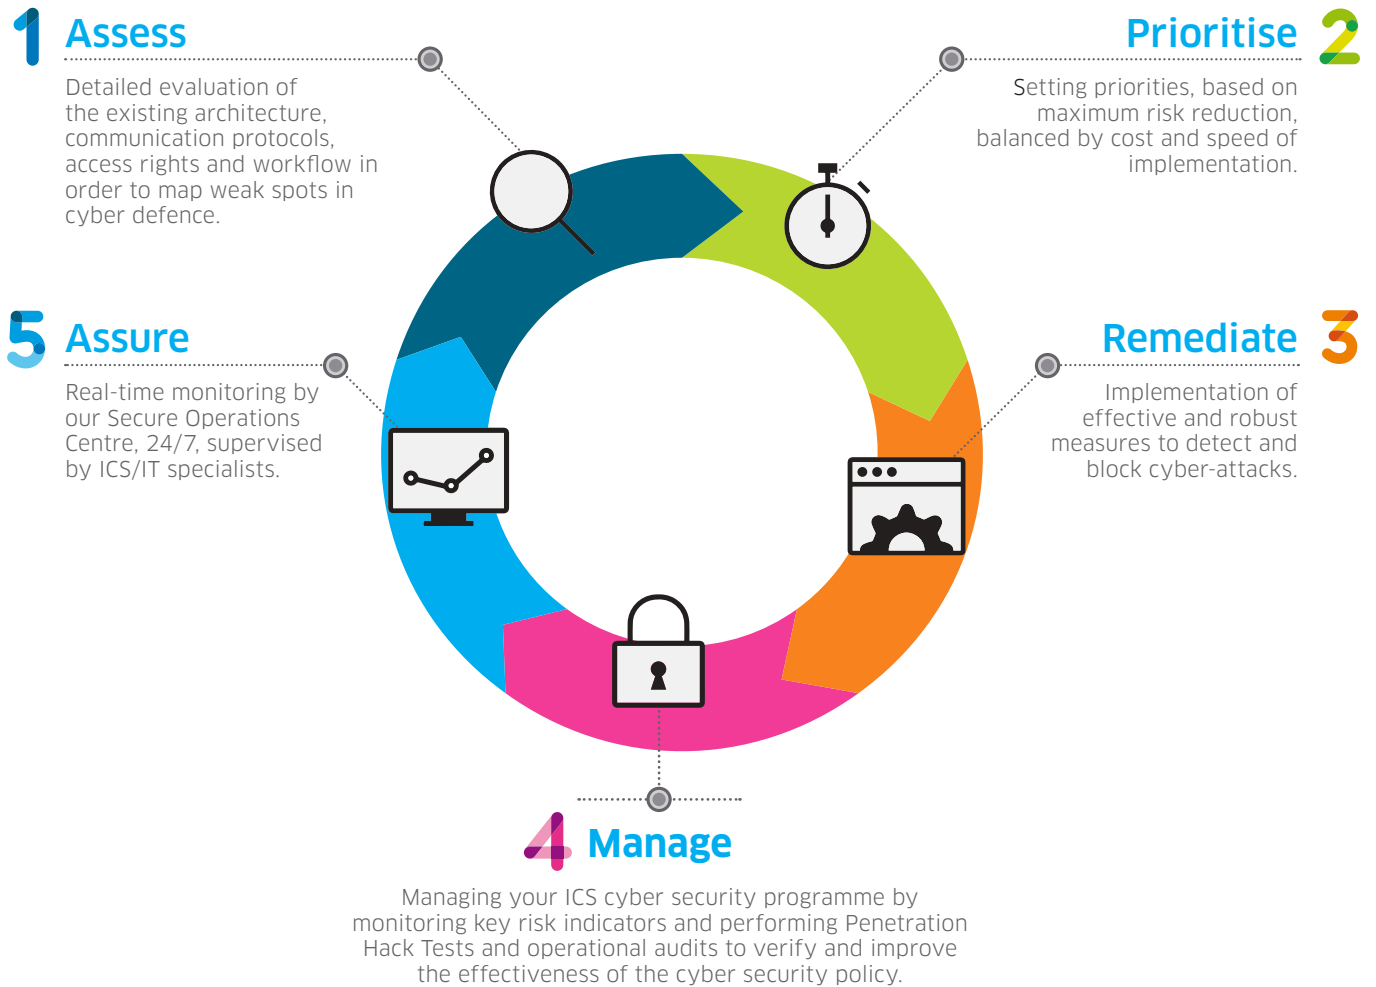 1 Assess
Detailed evaluation of
the existing architecture,
communication protocols,
access rights and workflow in
order to map weak spots in
cyber defence.
Prioritise 2
Setting priorities, based on
maximum risk reduction,
balanced by cost and speed of
implementation.
Remediate 3
Implementation of
effective and robust
measures to detect and
block cyber-attacks.
4 Manage
Managing your ICS cyber security programme by
monitoring key risk indicators and performing Penetration
Hack Tests and operational audits to verify and improve
the effectiveness of the cyber security policy.
5 Assure
Real-time monitoring by
our Secure Operations
Centre, 24/7, supervised
by ICS/IT specialists.